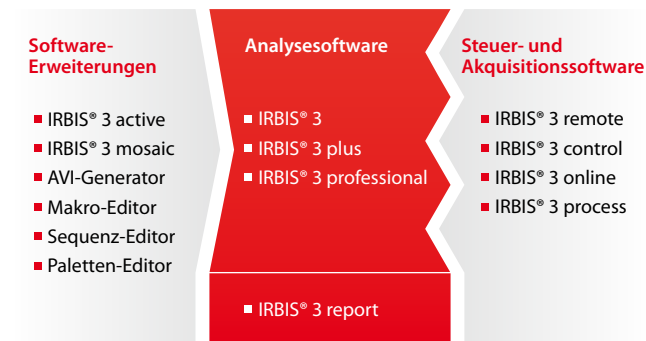 Software-
Erweiterungen
IRBIS® 3 active
IRBIS® 3 mosaic
AVI-Generator
Makro-Editor
Sequenz-Editor
Paletten-Editor
Analysesoftware
IRBIS® 3
IRBIS® 3 plus
IRBIS® 3 professional
IRBIS® 3 report
Steuer- und
Akquisitionssoftware
IRBIS® 3 remote
IRBIS® 3 control
IRBIS® 3 online
IRBIS® 3 process